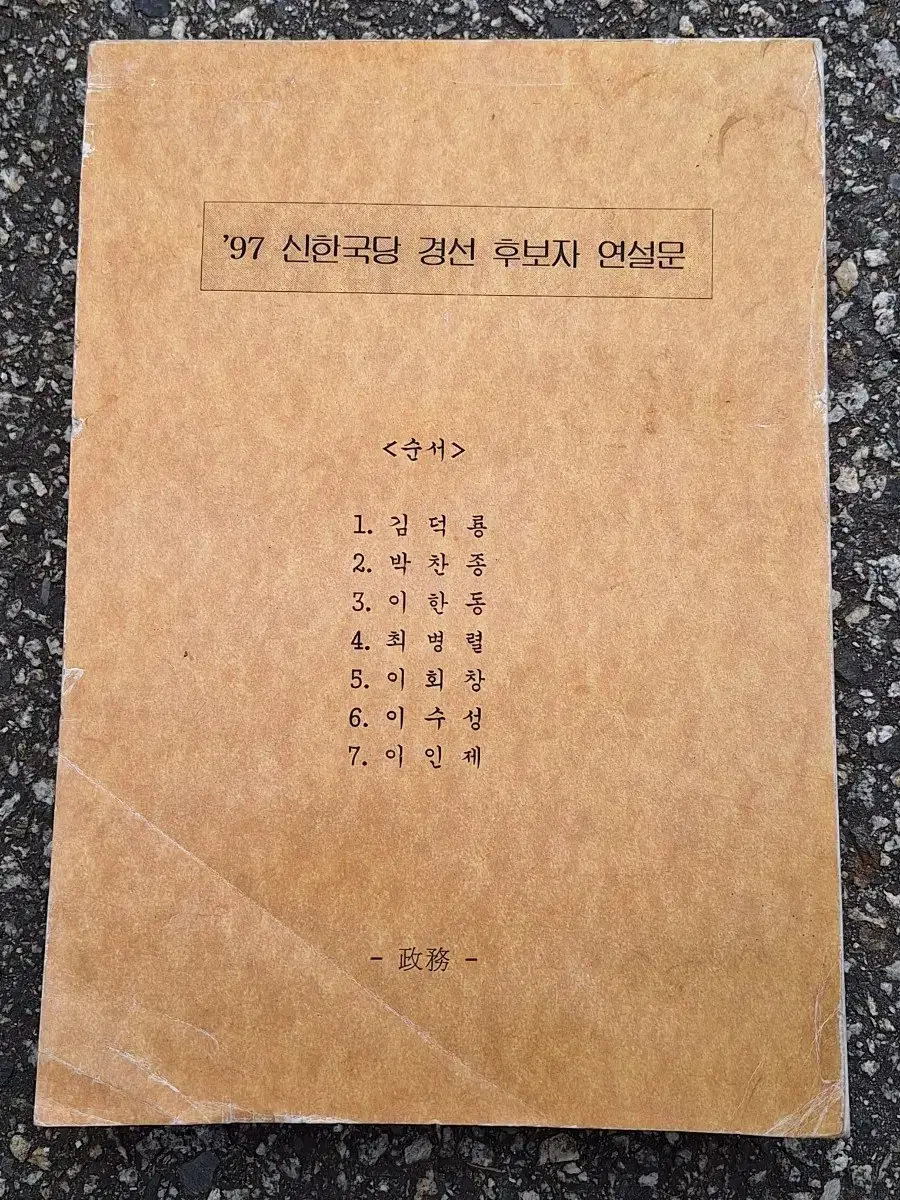 '97 신한국당 경선 후보자 연설문
<순서>
1. 김 덕 룡
2. 박 찬 종
3. 이 한 동
4. 최 병 렬
5. 이 회 창
6. 이 수 성
7. 이 인 제
- 政務 -